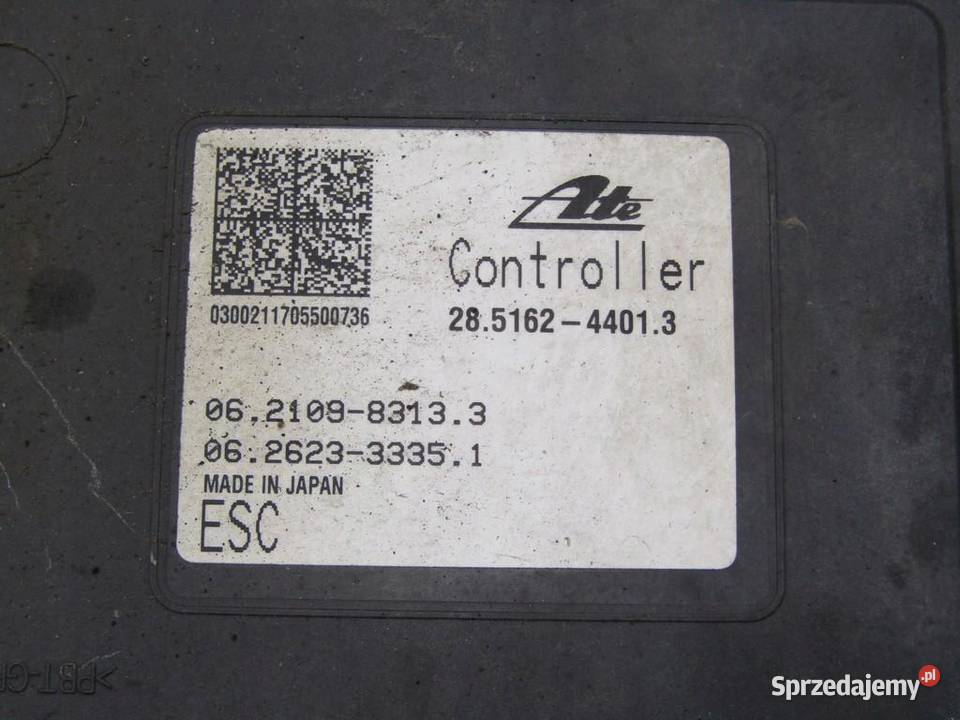 Ate
Controller
0300211705500736
28.5162-4401.3
06.2109-8313.3
06.2623-3335.1
MADE IN JAPAN
ESC
>PBT-G
Sprzedajemy.pl